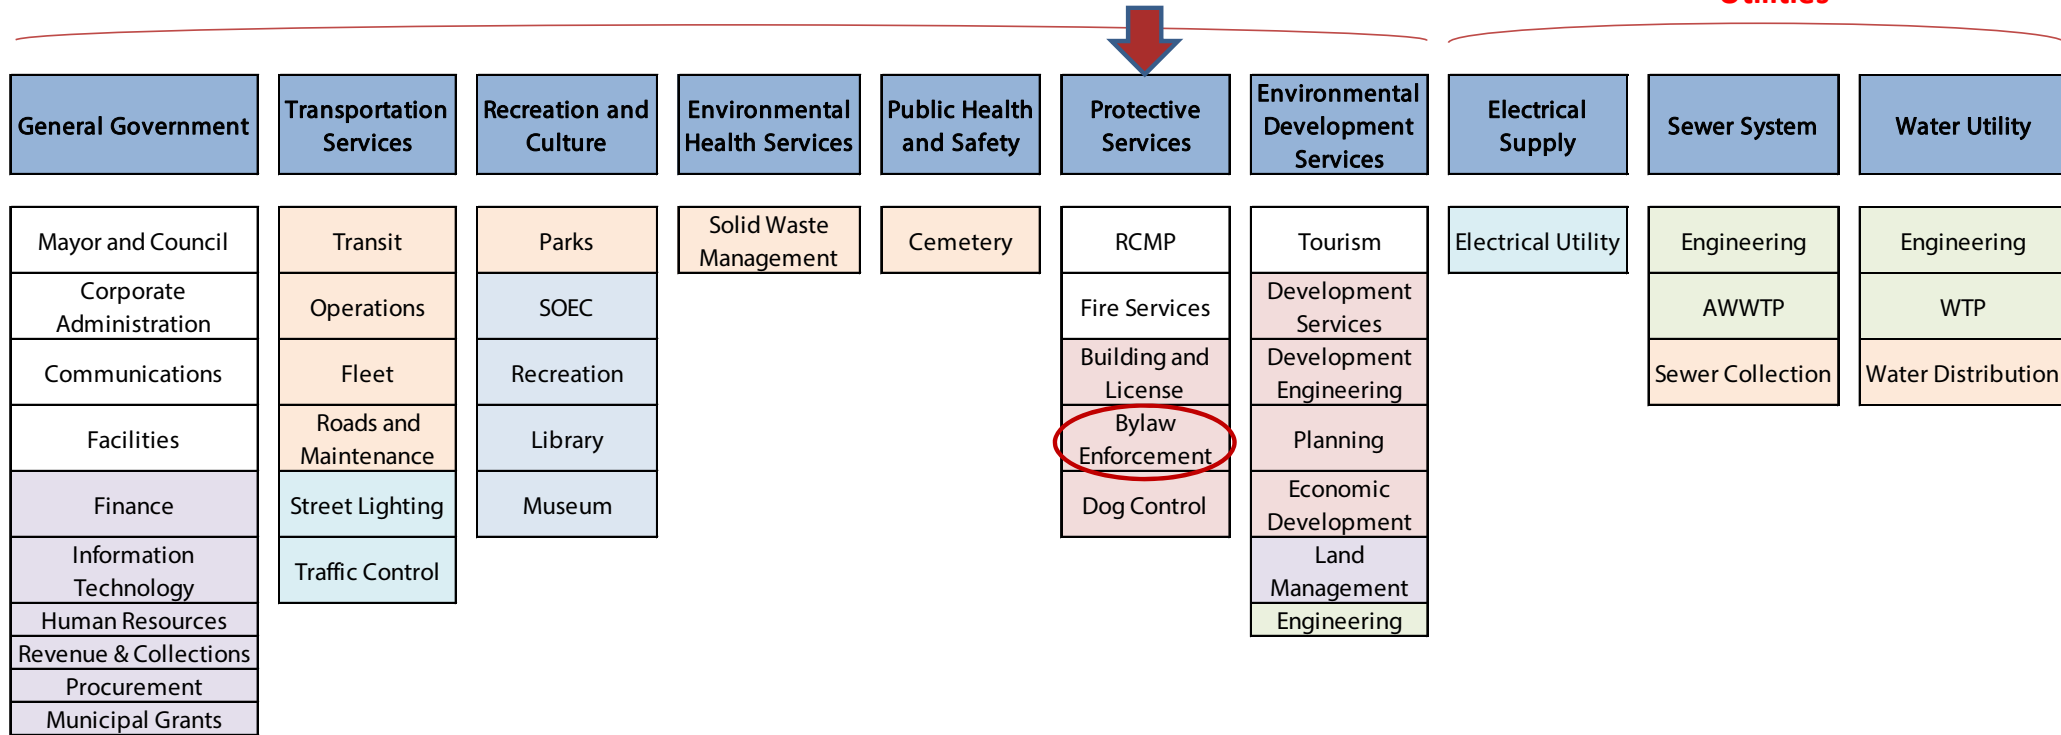 Utilities
General Government
Transportation
Services
Recreation and
Culture
Environmental
Health Services
Public Health
and Safety
Protective
Services
Environmental
Development
Services
Electrical
Supply
Sewer System
Water Utility
Mayor and Council
Corporate
Administration
Communications
Facilities
Finance
Information
Technology
Human Resources
Revenue & Collections
Procurement
Municipal Grants
Transit
Operations
Fleet
Roads and
Maintenance
Street Lighting
Traffic Control
Parks
SOEC
Recreation
Library
Museum
Solid Waste
Management
Cemetery
RCMP
Fire Services
Building and
License
Bylaw
Enforcement
Dog Control
Tourism
Development
Services
Development
Engineering
Planning
Economic
Development
Land
Management
Engineering
Electrical Utility
Engineering
AWWTP
Sewer Collection
Engineering
WTP
Water Distribution